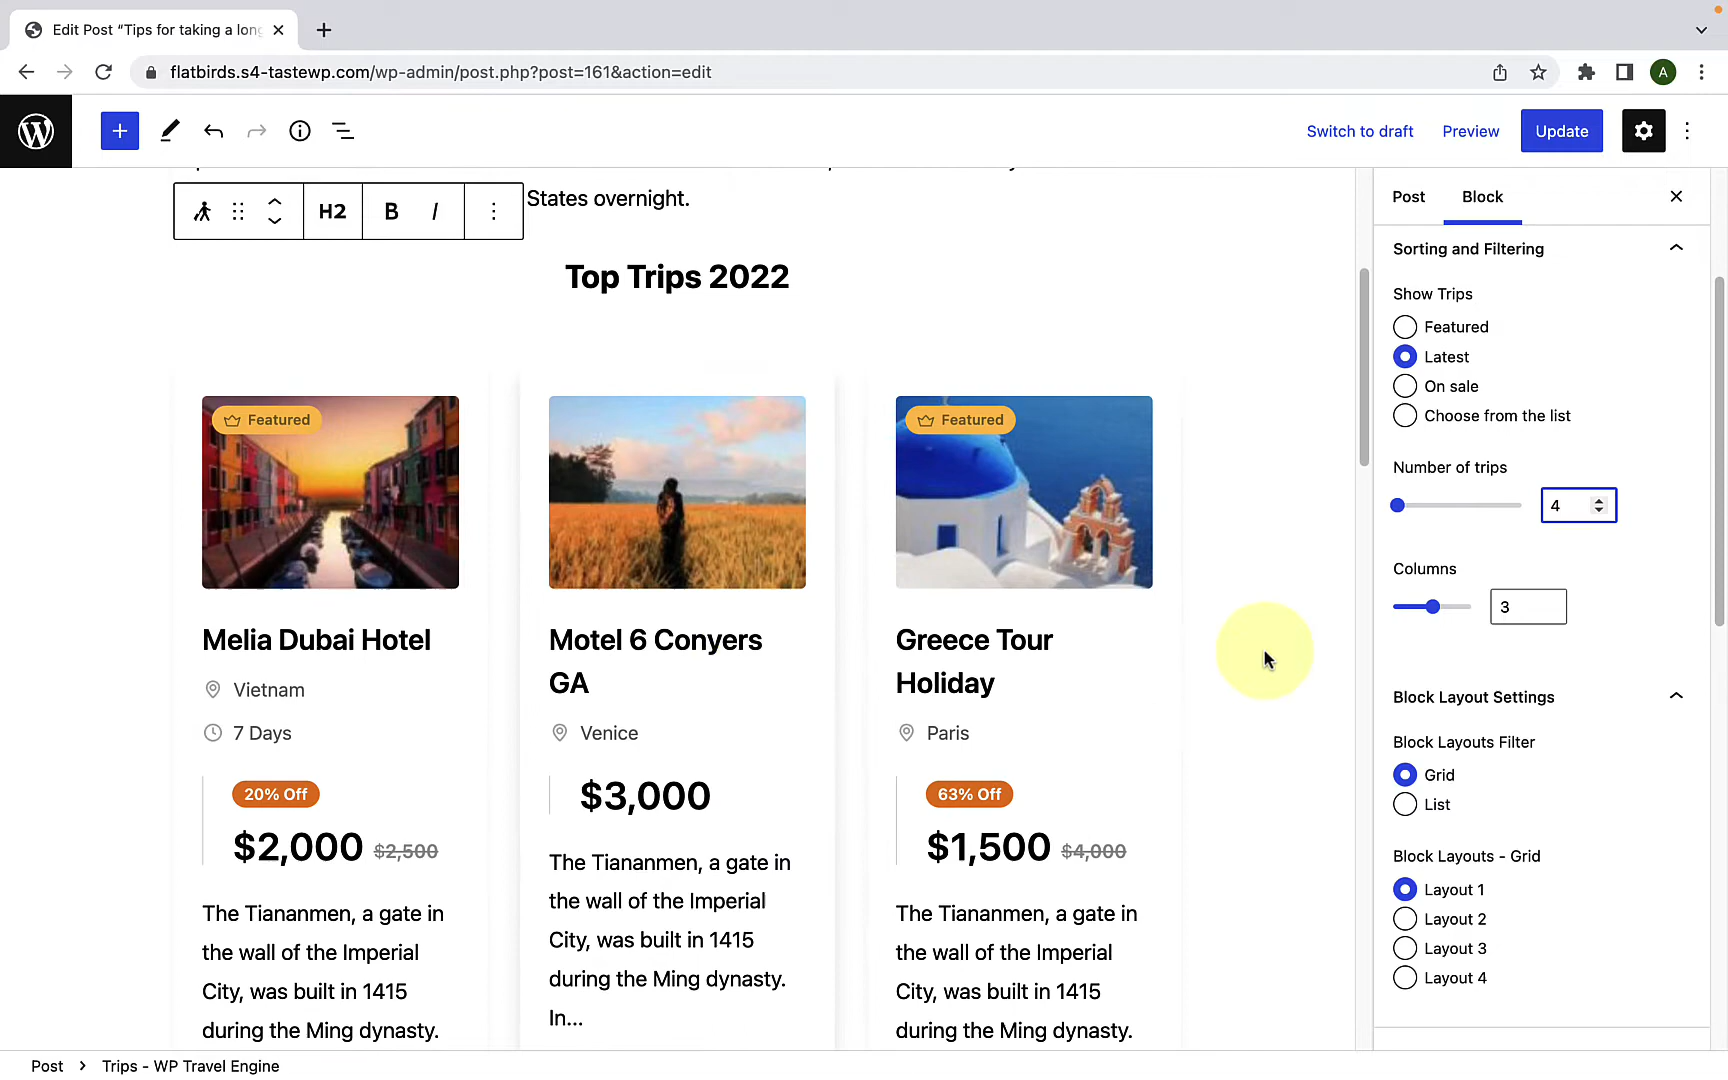 Edit Post “Tips for taking a long
flatbirds.s4-tastewp.com/wp-admin/post.php?post=161&action=edit
A
Switch to draft
Preview
Update
H2
B
I
States overnight.
Top Trips 2022
Featured
Melia Dubai Hotel
Vietnam
7 Days
20% Off
$2,000 $2,500
The Tiananmen, a gate in
the wall of the Imperial
City, was built in 1415
during the Ming dynasty.
Motel 6 Conyers
GA
Venice
$3,000
The Tiananmen, a gate in
the wall of the Imperial
City, was built in 1415
during the Ming dynasty.
In...
Featured
Greece Tour
Holiday
Paris
63% Off
$1,500 $4,000
The Tiananmen, a gate in
the wall of the Imperial
City, was built in 1415
during the Ming dynasty.
Post
Block
Sorting and Filtering
Show Trips
Featured
Latest
On sale
Choose from the list
Number of trips
4
Columns
3
Block Layout Settings
Block Layouts Filter
Grid
List
Block Layouts - Grid
Layout 1
Layout 2
Layout 3
Layout 4
Post
Trips - WP Travel Engine